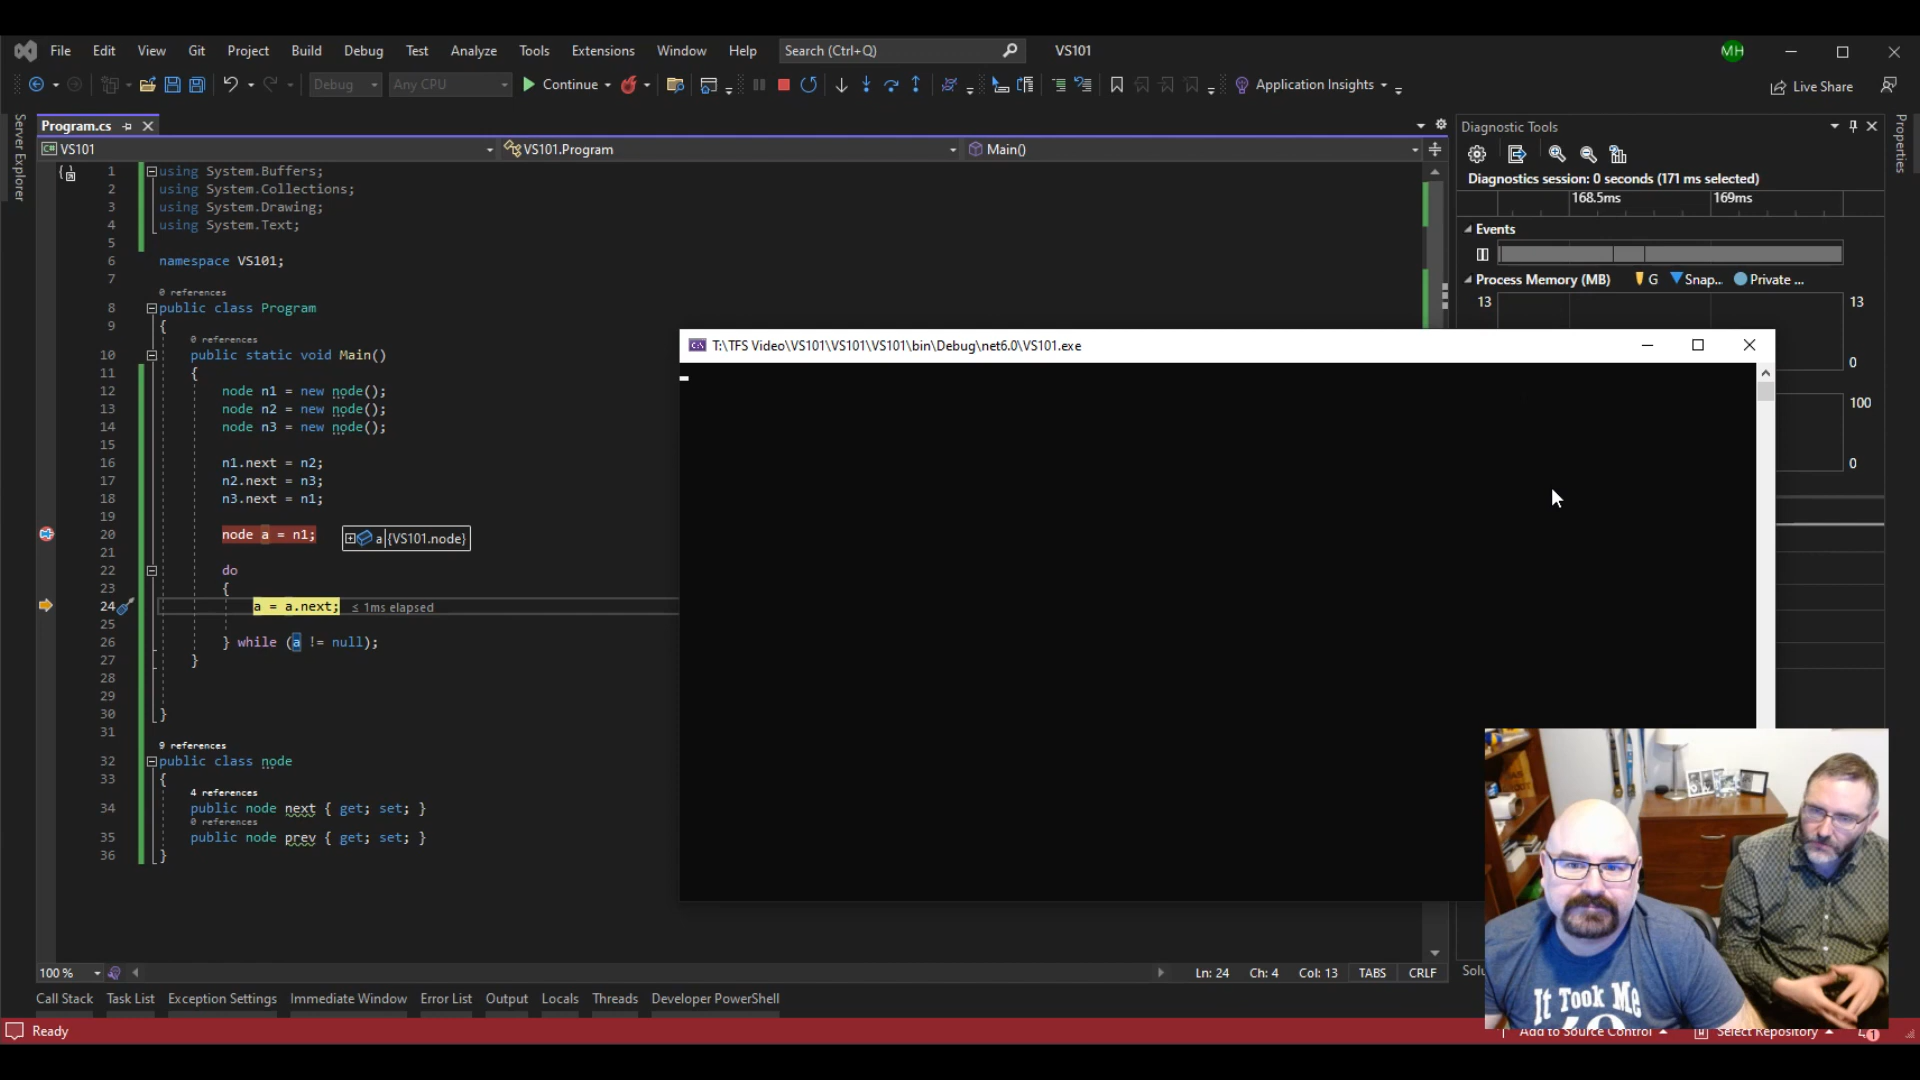 File Edit View Git Project Build Debug Test Analyze Tools Extensions Window Help Search (Ctrl+Q) VS101 MH
Debug Any CPU Continue Application Insights Live Share
Server Explorer
Program.cs
VS101 VS101.Program Main()
1 using System.Buffers;
2 using System.Collections;
3 using System.Drawing;
4 using System.Text;
5
6 namespace VS101;
7
0 references
8 public class Program
9 {
0 references
10 public static void Main()
11 {
12 node n1 = new node();
13 node n2 = new node();
14 node n3 = new node();
15
16 n1.next = n2;
17 n2.next = n3;
18 n3.next = n1;
19
20 node a = n1; a {VS101.node}
21
22 do
23 {
24 a = a.next; ≤ 1ms elapsed
25
26 } while (a != null);
27 }
28
29
30 }
31
9 references
32 public class node
33 {
4 references
34 public node next { get; set; }
0 references
35 public node prev { get; set; }
36 }
T:\TFS Video\VS101\VS101\VS101\bin\Debug\net6.0\VS101.exe
Diagnostic Tools
Diagnostics session: 0 seconds (171 ms selected)
168.5ms 169ms
Events
Process Memory (MB) G Snap... Private ...
13 13
0
100
0
Properties
It Took Me
100 % Ln: 24 Ch: 4 Col: 13 TABS CRLF
Call Stack Task List Exception Settings Immediate Window Error List Output Locals Threads Developer PowerShell
Ready Add to Source Control Select Repository 1